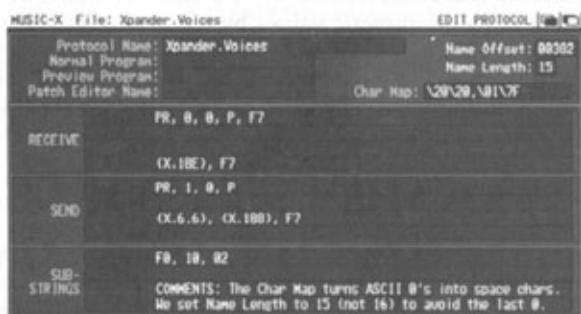 MUSIC-X File: Xpander.Voices EDIT PROTOCOL
Protocol Name: Xpander.Voices Name Offset: 00382
Normal Program: Name Length: 15
Preview Program:
Patch Editor Name: Char Map: \20\20,\01\7F
PR, 0, 0, P, F7
RECEIVE
(X.1BE), F7
PR, 1, 0, P
SEND
(X.6.6), (X.188), F7
F0, 10, 02
SUB-
STRINGS COMMENTS: The Char Map turns ASCII 0's into space chars.
We set Name Length to 15 (not 16) to avoid the last 0.